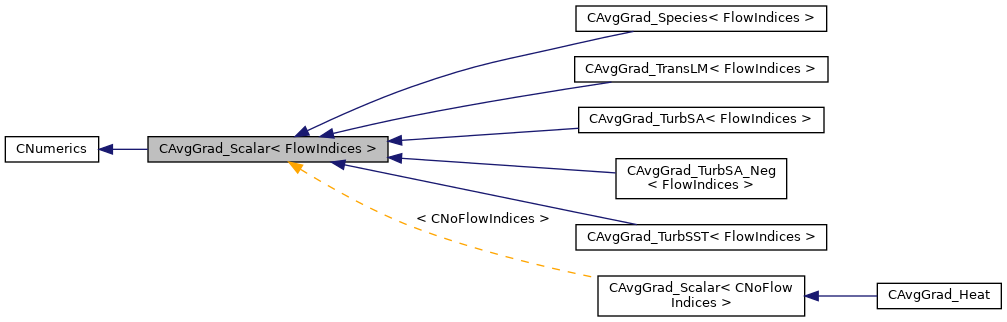 CAvgGrad_Species< FlowIndices >
CAvgGrad_TransLM< FlowIndices >
CAvgGrad_TurbSA< FlowIndices >
CNumerics
CAvgGrad_Scalar< FlowIndices >
CAvgGrad_TurbSA_Neg
< FlowIndices >
< CNoFlowIndices >
CAvgGrad_TurbSST< FlowIndices >
CAvgGrad_Scalar< CNoFlow
Indices >
CAvgGrad_Heat